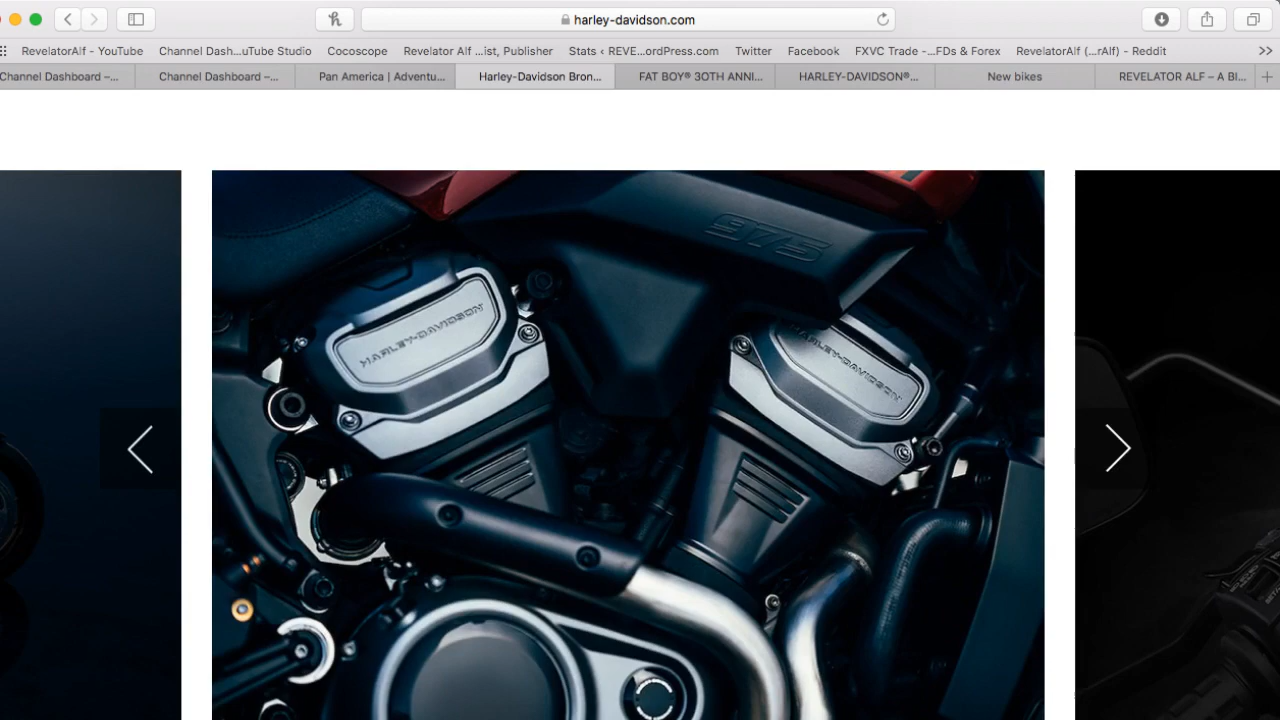 harley-davidson.com
RevelatorAlf - YouTube Channel Dash...uTube Studio Cocoscope Revelator Alf ...ist, Publisher Stats ‹ REVE...ordPress.com Twitter Facebook FXVC Trade -...FDs & Forex RevelatorAlf (...rAlf) - Reddit
Channel Dashboard –... Channel Dashboard –... Pan America | Adventu... Harley-Davidson Bron... FAT BOY® 3OTH ANNI... HARLEY-DAVIDSON®... New bikes REVELATOR ALF – A BI...
975
HARLEY-DAVIDSON
HARLEY-DAVIDSON